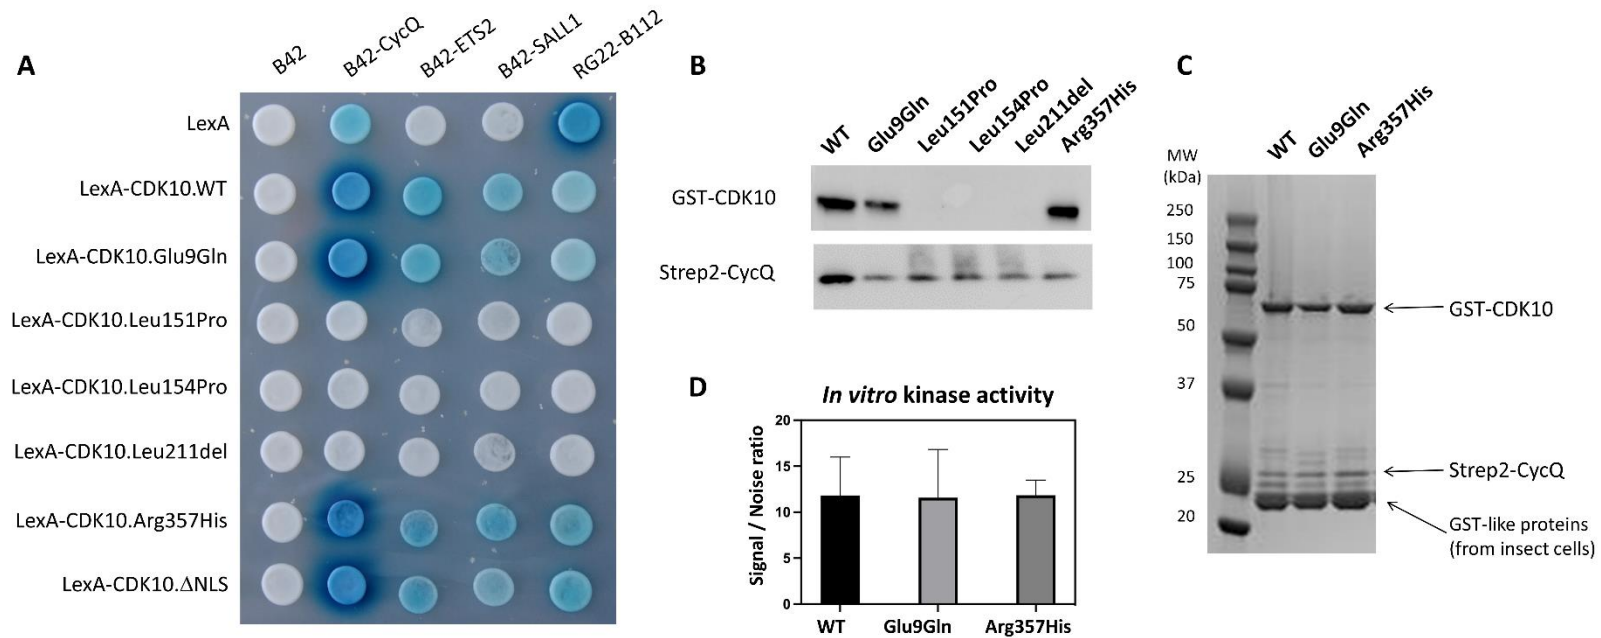 A
B42
B42-CycQ
B42-ETS2
B42-SALL1
RG22-B112
LexA
LexA-CDK10.WT
LexA-CDK10.Glu9Gln
LexA-CDK10.Leu151Pro
LexA-CDK10.Leu154Pro
LexA-CDK10.Leu211del
LexA-CDK10.Arg357His
LexA-CDK10.ΔNLS
B
WT
Glu9Gln
Leu151Pro
Leu154Pro
Leu211del
Arg357His
GST-CDK10
Strep2-CycQ
C
MW
(kDa)
WT
Glu9Gln
Arg357His
250
150
100
75
50
37
25
20
GST-CDK10
Strep2-CycQ
GST-like proteins
(from insect cells)
D
In vitro kinase activity
Signal / Noise ratio
20
15
10
5
0
WT
Glu9Gln
Arg357His